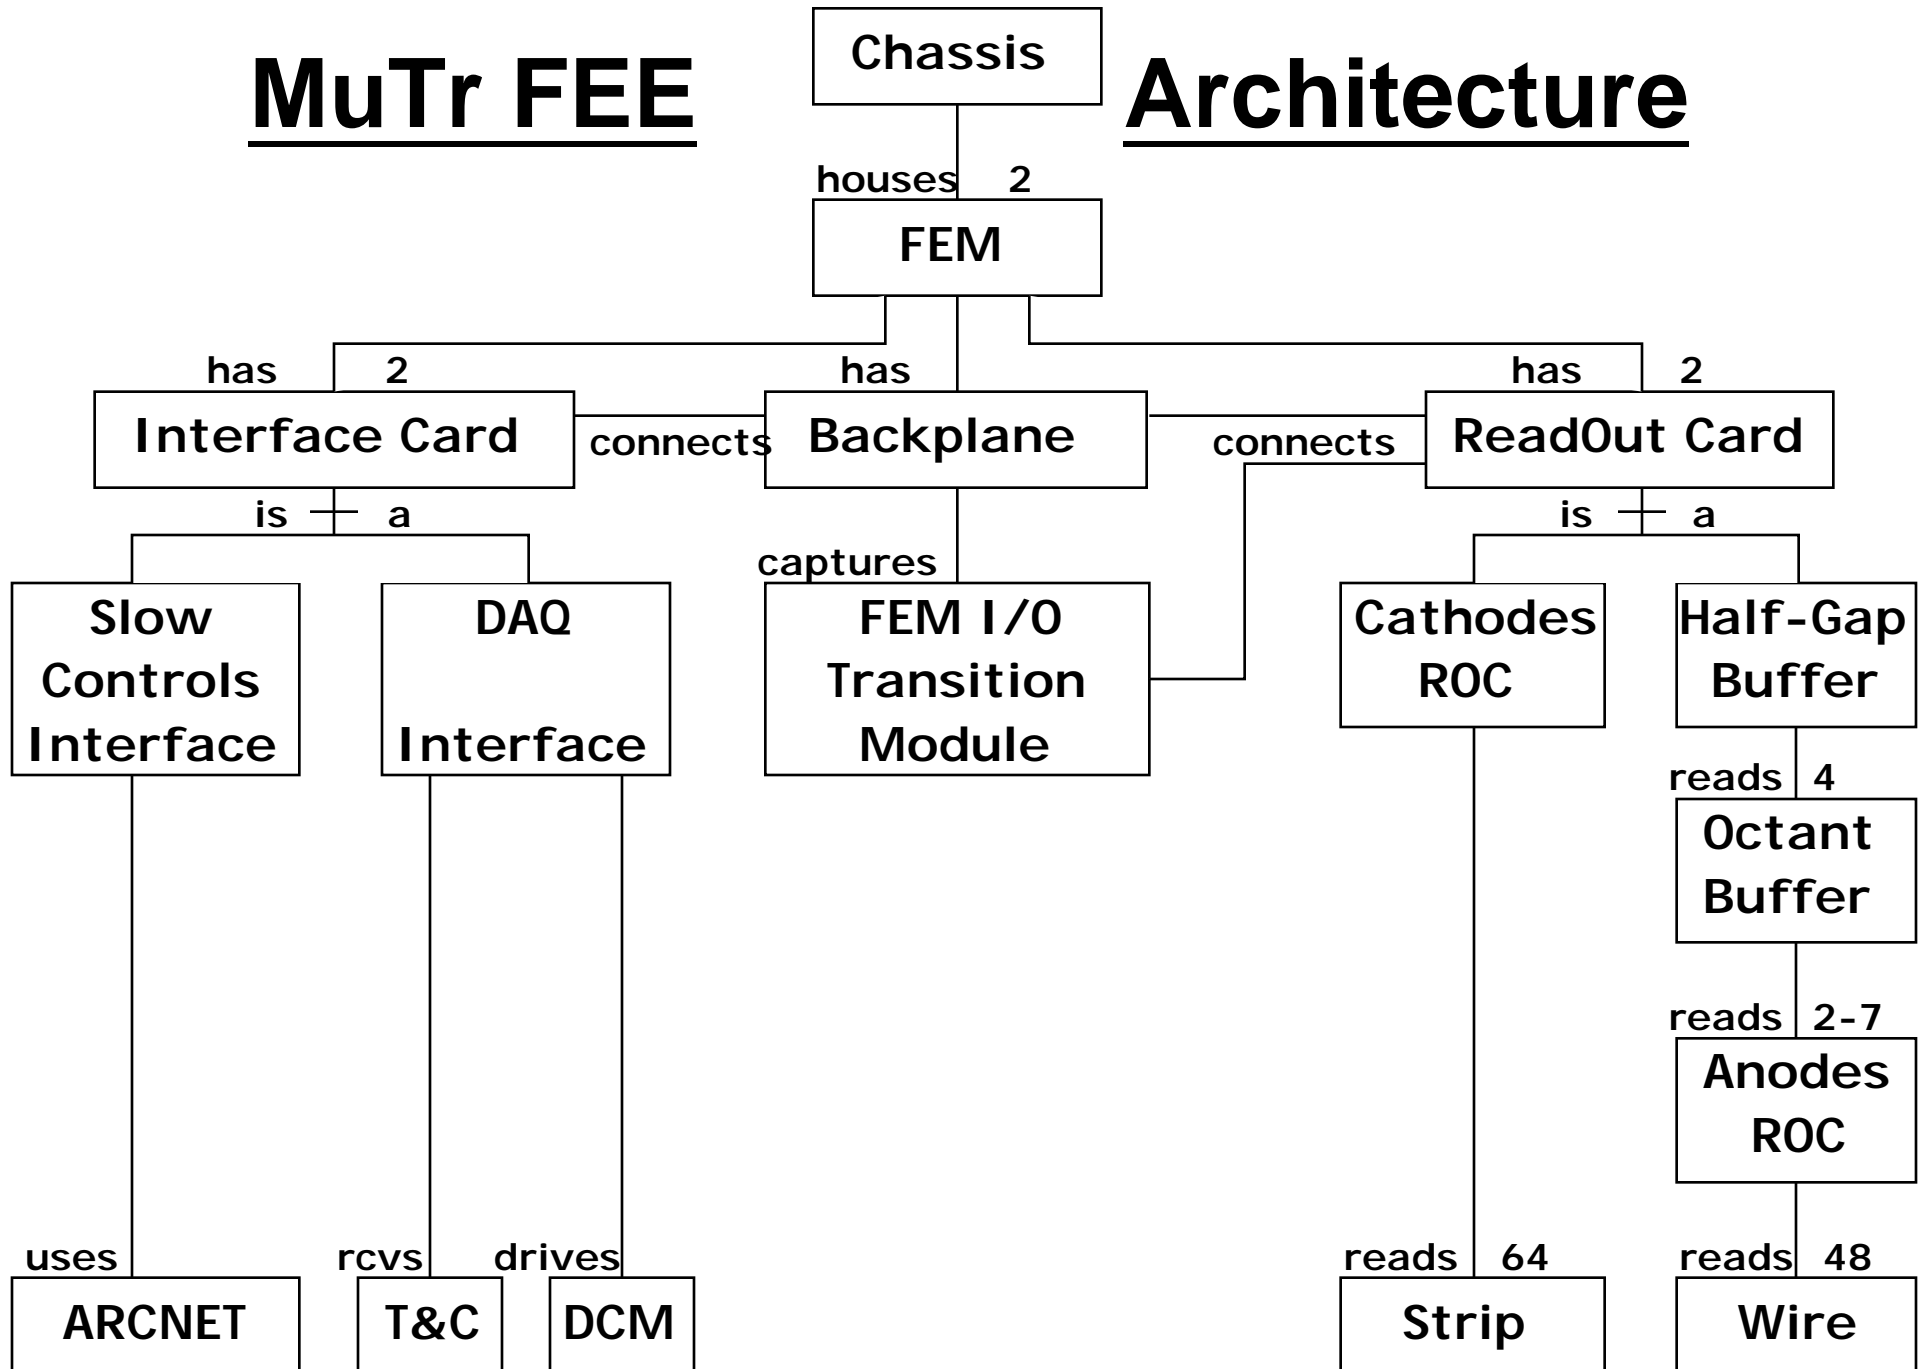 MuTr FEE Architecture
Chassis
houses 2
FEM
has 2
has
has 2
Interface Card
connects
Backplane
connects
ReadOut Card
is a
is a
captures
Slow
Controls
Interface
DAQ
Interface
FEM I/O
Transition
Module
Cathodes
ROC
Half-Gap
Buffer
reads 4
Octant
Buffer
reads 2-7
Anodes
ROC
uses
rcvs
drives
reads 64
reads 48
ARCNET
T&C
DCM
Strip
Wire